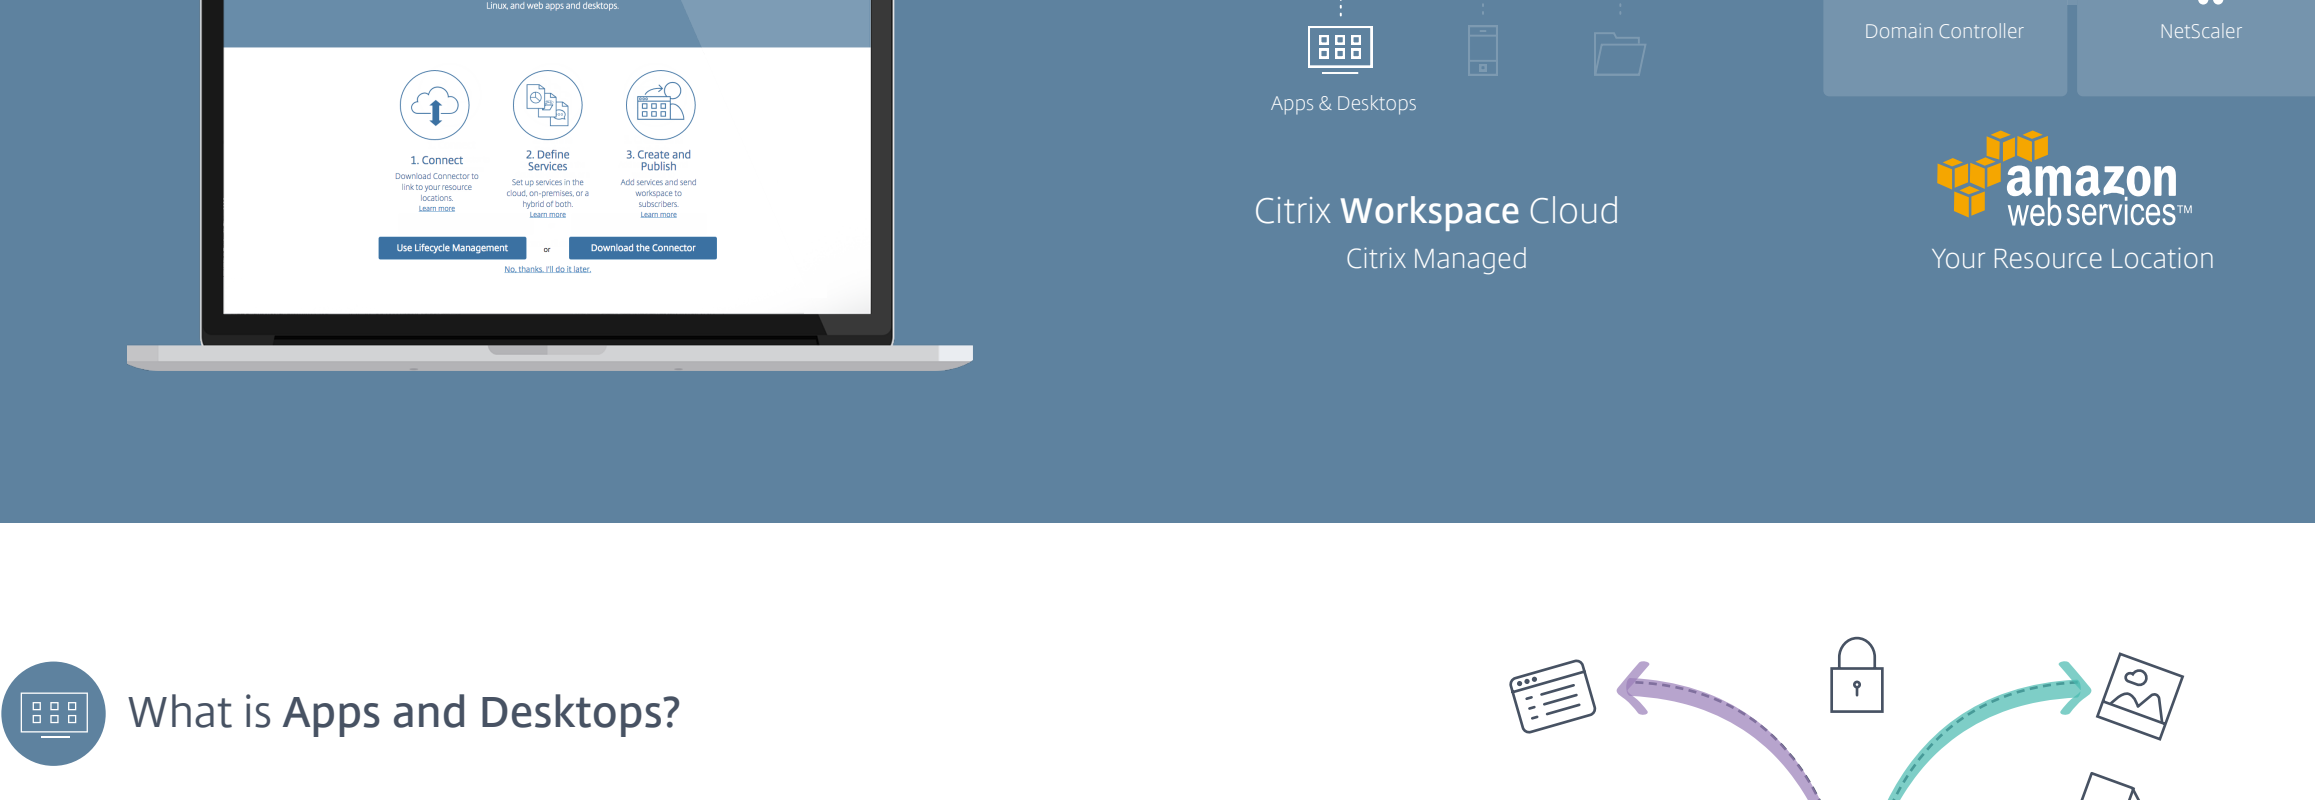 Linux, and web apps and desktops.
1. Connect
Download Connector to
link to your resource
locations.
Learn more
2. Define
Services
Set up services in the
cloud, on-premises, or a
hybrid of both.
Learn more
3. Create and
Publish
Add services and send
workspace to
subscribers.
Learn more
Use Lifecycle Management
or
Download the Connector
No, thanks. I'll do it later.
Apps & Desktops
Citrix Workspace Cloud
Citrix Managed
Domain Controller
NetScaler
amazon
web services™
Your Resource Location
What is Apps and Desktops?